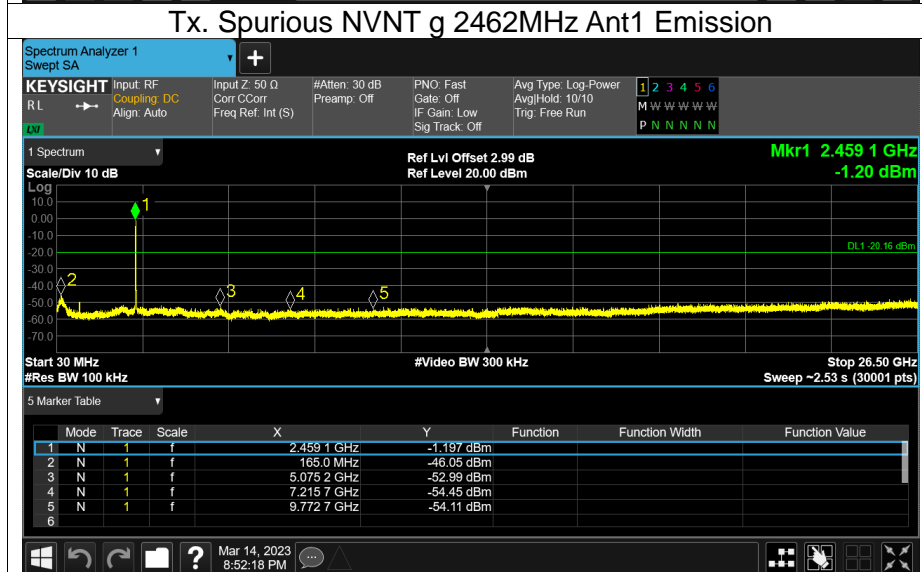 Tx. Spurious NVNT g 2462MHz Ant1 Emission
Spectrum Analyzer 1
Swept SA
+
KEYSIGHT Input: RF Input Z: 50 Ω #Atten: 30 dB PNO: Fast Avg Type: Log-Power 1 2 3 4 5 6
RL Coupling: DC Corr CCorr Preamp: Off Gate: Off Avg|Hold: 10/10 M W W W W W
Align: Auto Freq Ref: Int (S) IF Gain: Low Trig: Free Run
LXI Sig Track: Off P N N N N N
1 Spectrum Ref Lvl Offset 2.99 dB Mkr1 2.459 1 GHz
Scale/Div 10 dB Ref Level 20.00 dBm -1.20 dBm
Log
10.0 1
0.00
-10.0
-20.0 DL1 -20.16 dBm
-30.0
-40.0 2
-50.0 3 4 5
-60.0
-70.0
Start 30 MHz #Video BW 300 kHz Stop 26.50 GHz
#Res BW 100 kHz Sweep ~2.53 s (30001 pts)
5 Marker Table
Mode Trace Scale X Y Function Function Width Function Value
1 N 1 f 2.459 1 GHz -1.197 dBm
2 N 1 f 165.0 MHz -46.05 dBm
3 N 1 f 5.075 2 GHz -52.99 dBm
4 N 1 f 7.215 7 GHz -54.45 dBm
5 N 1 f 9.772 7 GHz -54.11 dBm
6
? Mar 14, 2023
8:52:18 PM